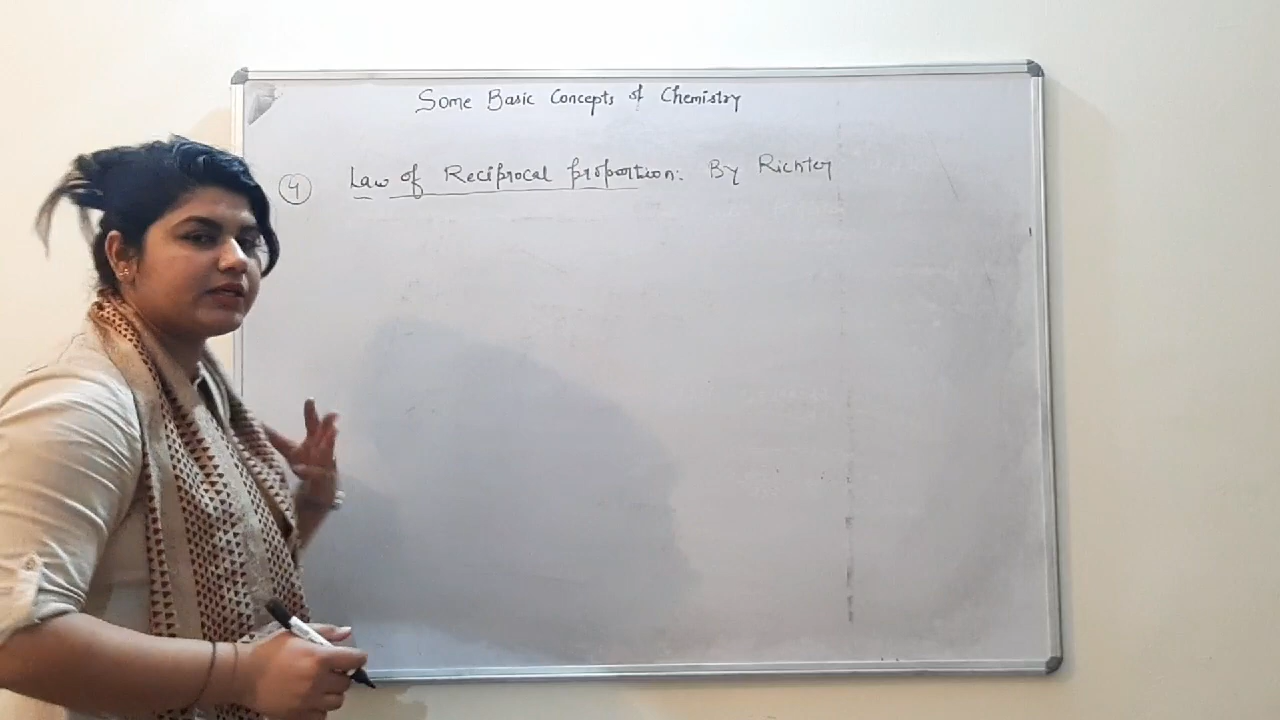 Some Basic Concepts of Chemistry
4 Law of Reciprocal proportion: By Richter